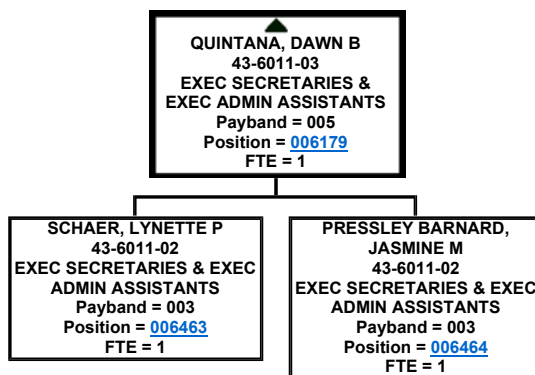 QUINTANA, DAWN B
43-6011-03
EXEC SECRETARIES &
EXEC ADMIN ASSISTANTS
Payband = 005
Position = 006179
FTE = 1
SCHAER, LYNETTE P
43-6011-02
EXEC SECRETARIES & EXEC
ADMIN ASSISTANTS
Payband = 003
Position = 006463
FTE = 1
PRESSLEY BARNARD,
JASMINE M
43-6011-02
EXEC SECRETARIES & EXEC
ADMIN ASSISTANTS
Payband = 003
Position = 006464
FTE = 1